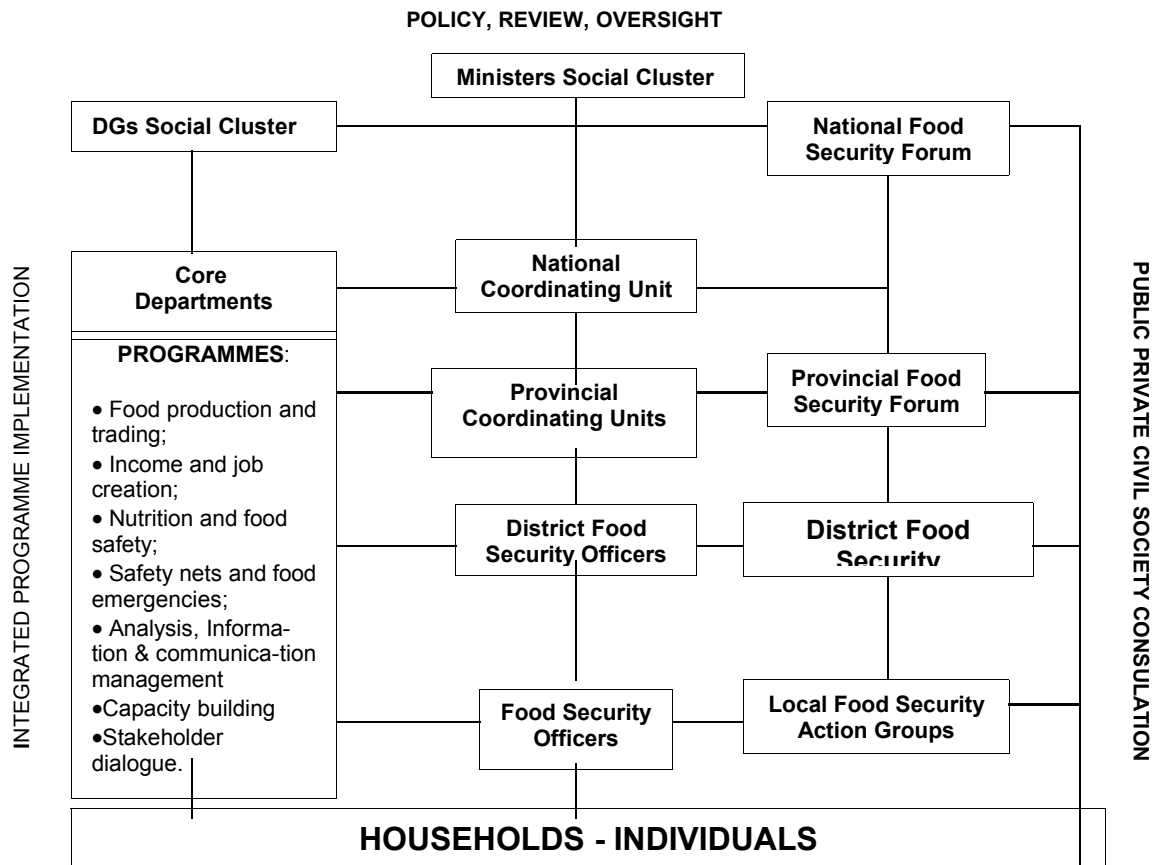 POLICY, REVIEW, OVERSIGHT
Ministers Social Cluster
DGs Social Cluster
National Food
Security Forum
INTEGRATED PROGRAMME IMPLEMENTATION
Core
Departments
National
Coordinating Unit
PROGRAMMES:
• Food production and
trading;
• Income and job
creation;
• Nutrition and food
safety;
• Safety nets and food
emergencies;
• Analysis, Informa-
tion & communica-tion
management
•Capacity building
•Stakeholder
dialogue.
Provincial
Coordinating Units
Provincial Food
Security Forum
District Food
Security Officers
District Food
Security
Food Security
Officers
Local Food Security
Action Groups
PUBLIC PRIVATE CIVIL SOCIETY CONSULATION
HOUSEHOLDS - INDIVIDUALS